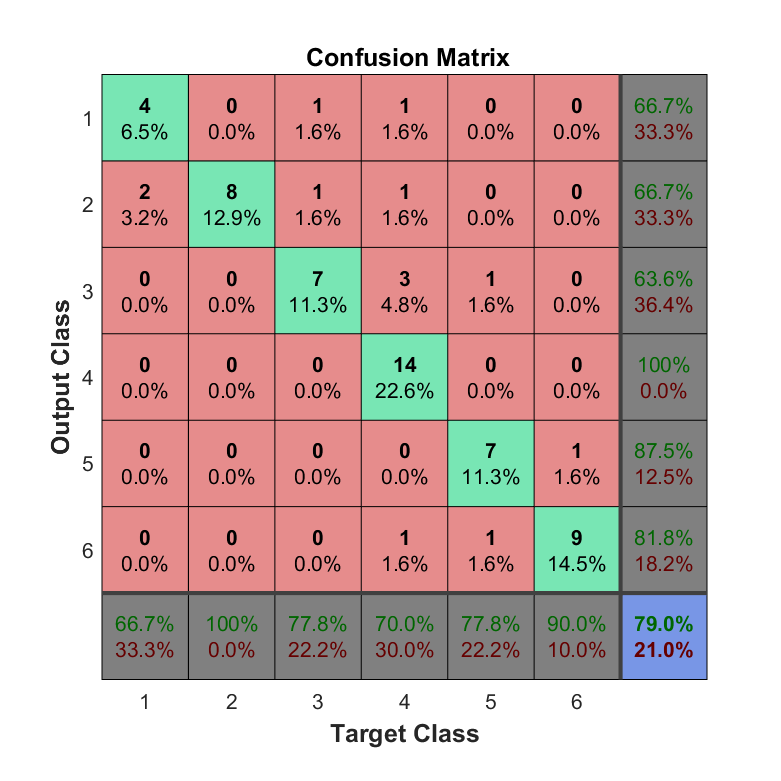 Confusion Matrix
1 4 0 1 1 0 0 66.7%
6.5% 0.0% 1.6% 1.6% 0.0% 0.0% 33.3%
2 2 8 1 1 0 0 66.7%
3.2% 12.9% 1.6% 1.6% 0.0% 0.0% 33.3%
3 0 0 7 3 1 0 63.6%
0.0% 0.0% 11.3% 4.8% 1.6% 0.0% 36.4%
4 0 0 0 14 0 0 100%
0.0% 0.0% 0.0% 22.6% 0.0% 0.0% 0.0%
5 0 0 0 0 7 1 87.5%
0.0% 0.0% 0.0% 0.0% 11.3% 1.6% 12.5%
6 0 0 0 1 1 9 81.8%
0.0% 0.0% 0.0% 1.6% 1.6% 14.5% 18.2%
66.7% 100% 77.8% 70.0% 77.8% 90.0% 79.0%
33.3% 0.0% 22.2% 30.0% 22.2% 10.0% 21.0%
1 2 3 4 5 6
Target Class
Output Class